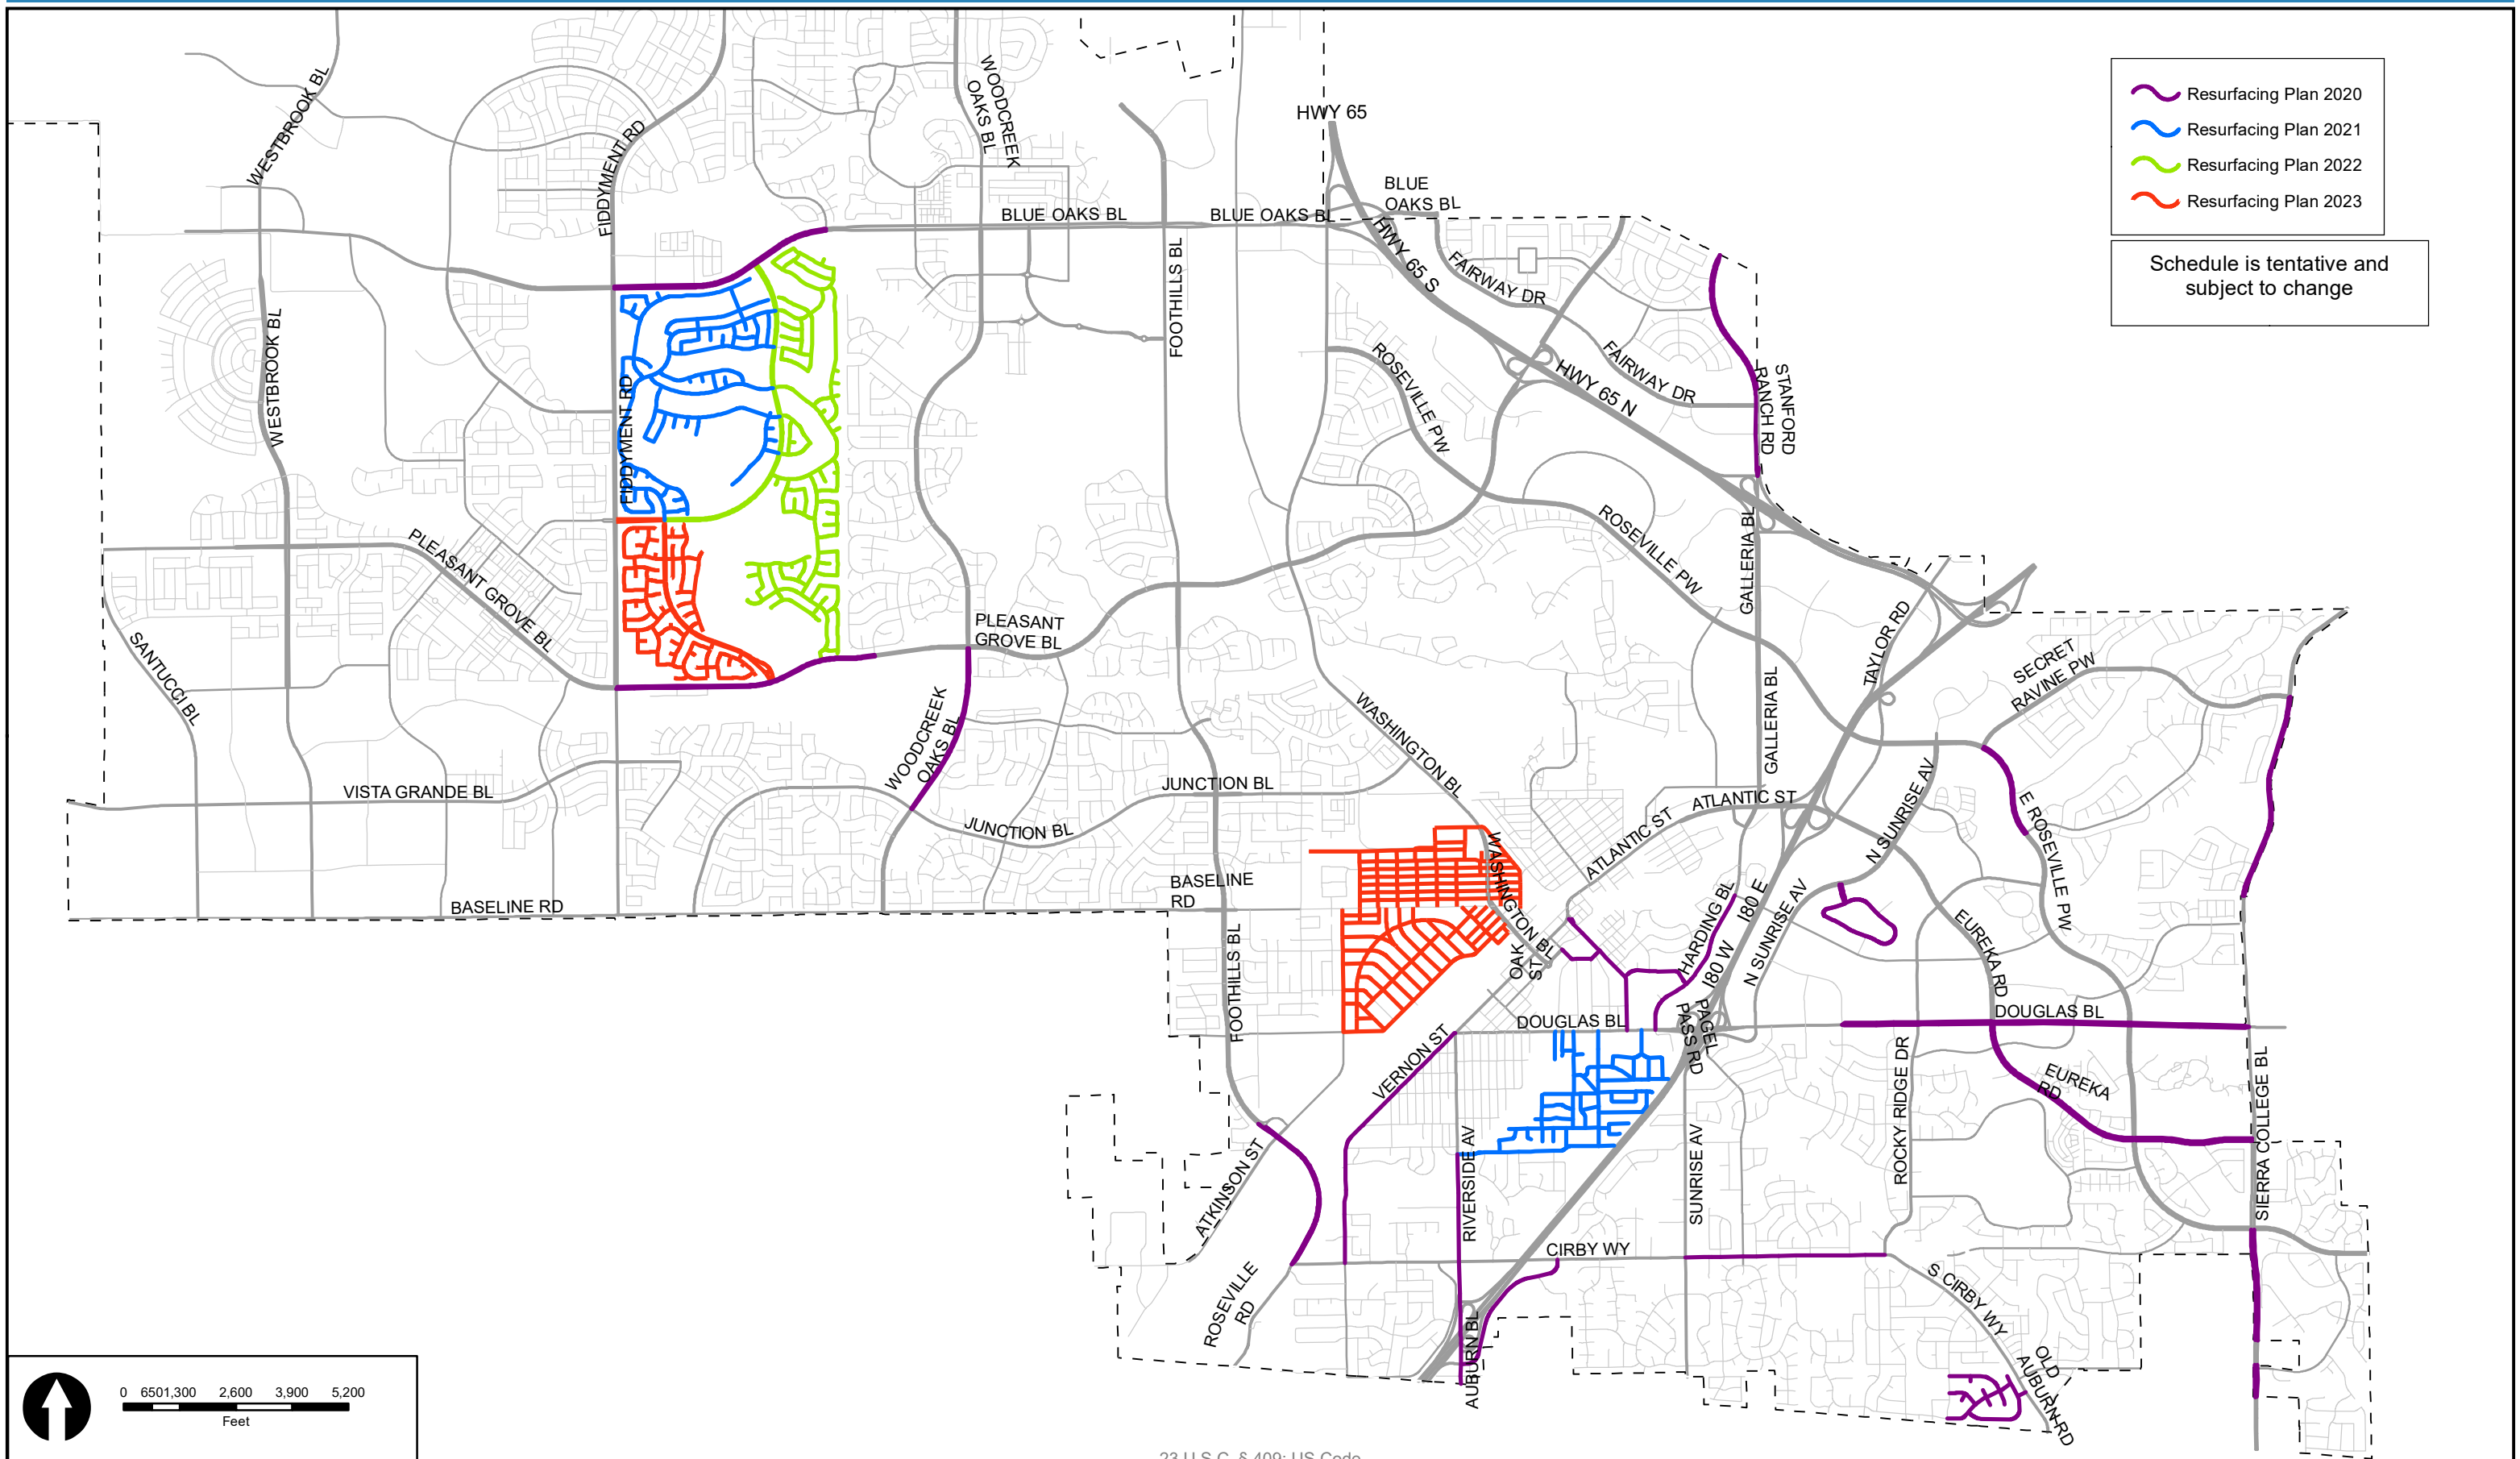 HWY 65
WOODCREEK
OAKS BL
WESTBROOK BL
FIDDYMENT RD
BLUE
OAKS BL
BLUE OAKS BL
BLUE OAKS BL
HWY 65 S
FAIRWAY DR
FOOTHILLS BL
Resurfacing Plan 2020
Resurfacing Plan 2021
Resurfacing Plan 2022
Resurfacing Plan 2023
Schedule is tentative and
subject to change
WESTBROOK BL
FIDDYMENT RD
ROSEVILLE PW
HWY 65 N
FAIRWAY DR
STANFORD
RANCH RD
PLEASANT GROVE BL
ROSEVILLE PW
GALLERIA BL
SANTUCCI BL
PLEASANT
GROVE BL
TAYLOR RD
SECRET
RAVINE PW
WOODCREEK
OAKS BL
WASHINGTON BL
GALLERIA BL
VISTA GRANDE BL
JUNCTION BL
JUNCTION BL
ATLANTIC ST
ATLANTIC ST
N SUNRISE AV
E ROSEVILLE PW
BASELINE RD
BASELINE
RD
WASHINGTON BL
OAK
ST
HARDING BL
I80 E
I80 W
N SUNRISE AV
EUREKA RD
FOOTHILLS BL
DOUGLAS BL
DOUGLAS BL
PAGEL
PASS RD
VERNON ST
EUREKA
RD
ROCKY RIDGE DR
SIERRA COLLEGE BL
ATKINSON ST
RIVERSIDE AV
SUNRISE AV
CIRBY WY
ROSEVILLE
RD
S CIRBY WY
AUBURN BL
OLD
AUBURN RD
0 650 1,300 2,600 3,900 5,200
Feet
23 U.S.C. § 409: US Code